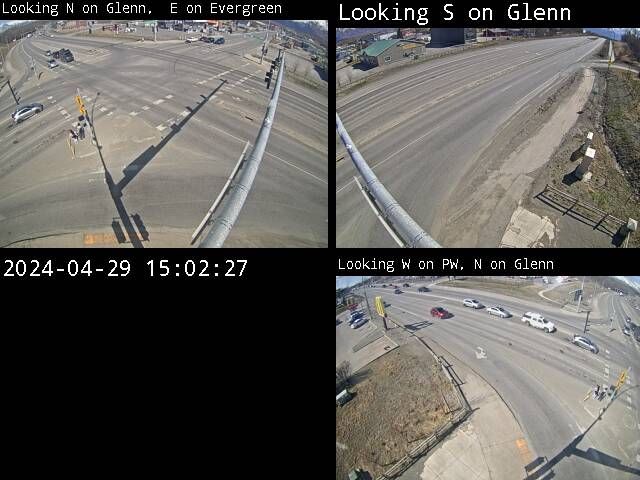 Looking N on Glenn,  E on Evergreen
Looking S on Glenn
2024-04-29 15:02:27
Looking W on PW, N on Glenn